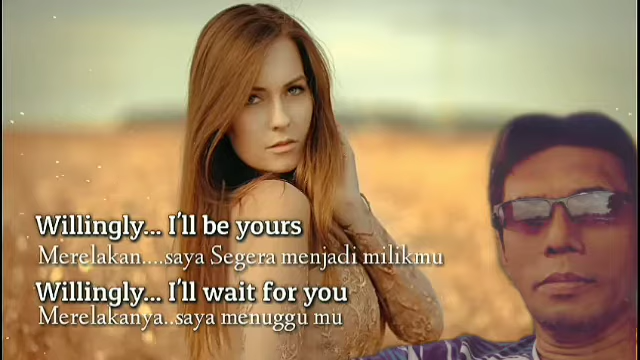 Willingly... I'll be yours
Merelakan....saya Segera menjadi milikmu
Willingly... I'll wait for you
Merelakanya..saya menuggu mu